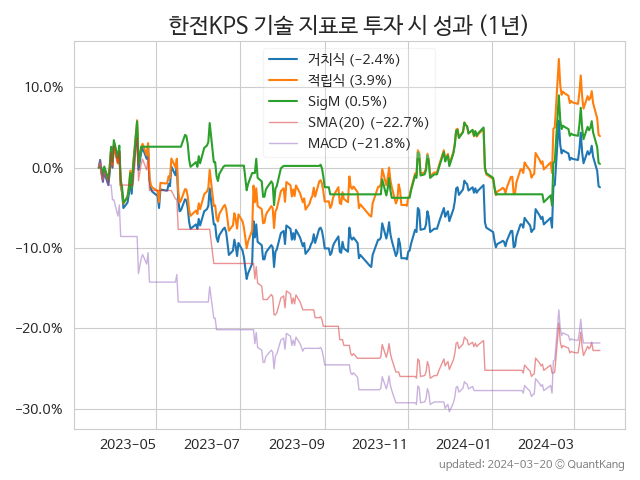 한전KPS 기술 지표로 투자 시 성과 (1년)
거치식 (−2.4%)
적립식 (3.9%)
SigM (0.5%)
SMA(20) (−22.7%)
MACD (−21.8%)
10.0%
0.0%
−10.0%
−20.0%
−30.0%
2023−05 2023−07 2023−09 2023−11 2024−01 2024−03
updated: 2024−03−20 © QuantKang